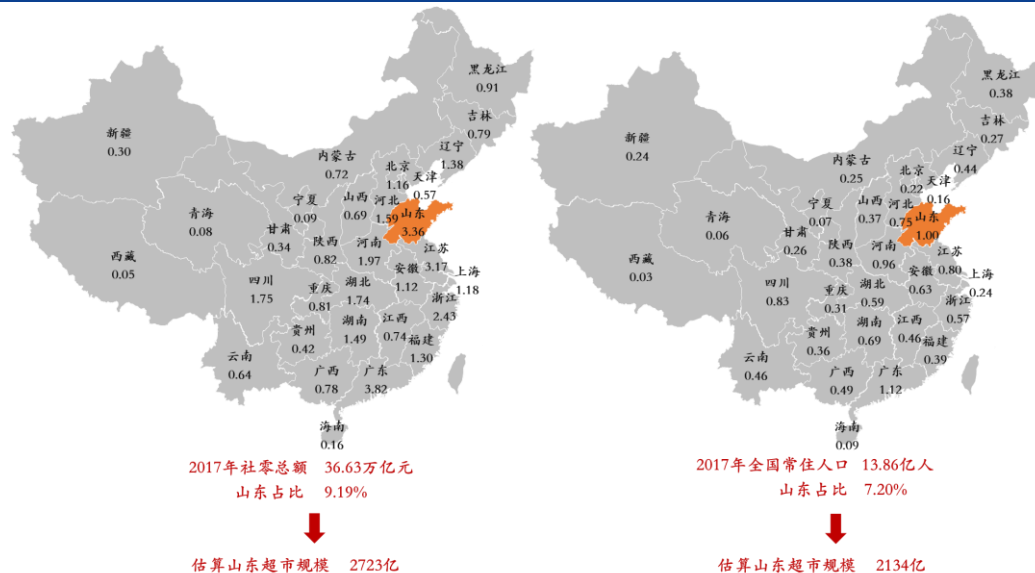 黑龙江
0.91
吉林
0.79
辽宁
1.38
新疆
0.30
内蒙古
0.72
北京
1.16
天津
0.57
宁夏
0.09
山西
0.69
河北
1.59
山东
3.36
青海
0.08
甘肃
0.34
陕西
0.82
河南
1.97
江苏
3.17
西藏
0.05
四川
1.75
重庆
0.81
湖北
1.74
安徽
1.12
上海
1.18
浙江
2.43
贵州
0.42
湖南
1.49
江西
0.74
福建
1.30
云南
0.64
广西
0.78
广东
3.82
海南
0.16
2017年社零总额 36.63万亿元
山东占比 9.19%
估算山东超市规模 2723亿
黑龙江
0.38
吉林
0.27
辽宁
0.44
新疆
0.24
内蒙古
0.25
北京
0.22
天津
0.16
宁夏
0.07
山西
0.37
河北
0.75
山东
1.00
青海
0.06
甘肃
0.26
陕西
0.38
河南
0.96
江苏
0.80
西藏
0.03
四川
0.83
重庆
0.31
湖北
0.59
安徽
0.63
上海
0.24
浙江
0.57
贵州
0.36
湖南
0.69
江西
0.46
福建
0.39
云南
0.46
广西
0.49
广东
1.12
海南
0.09
2017年全国常住人口 13.86亿人
山东占比 7.20%
估算山东超市规模 2134亿